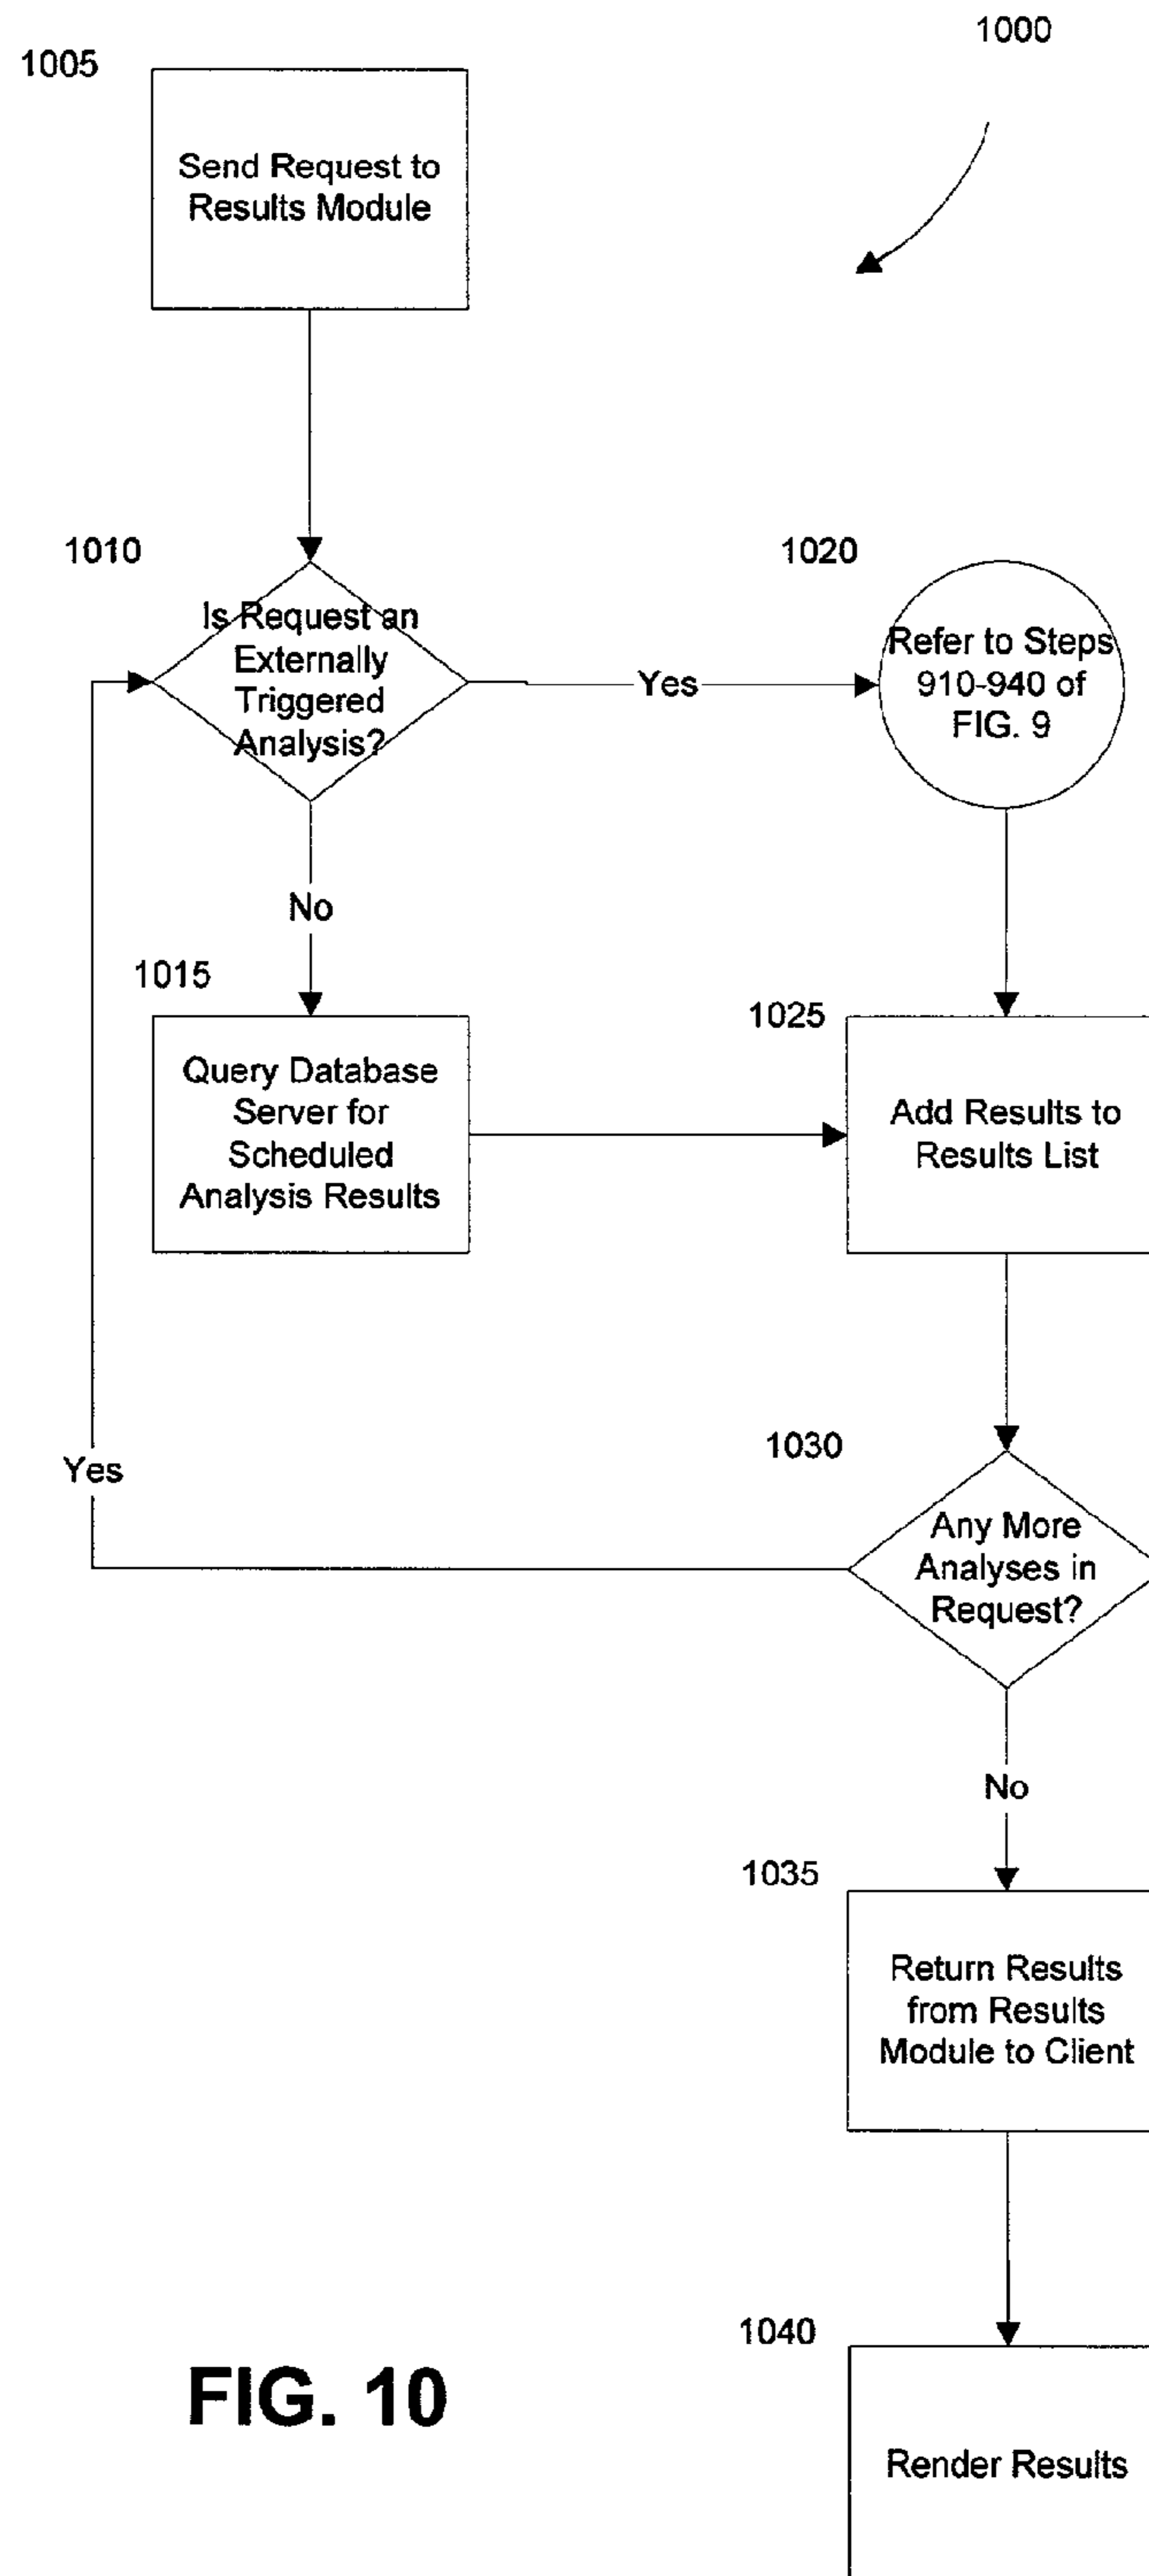 1000
1005
Send Request to
Results Module
1010
Is Request an
Externally
Triggered
Analysis?
Yes
1020
Refer to Steps
910-940 of
FIG. 9
No
1015
Query Database
Server for
Scheduled
Analysis Results
1025
Add Results to
Results List
Yes
1030
Any More
Analyses in
Request?
No
1035
Return Results
from Results
Module to Client
1040
Render Results
FIG. 10